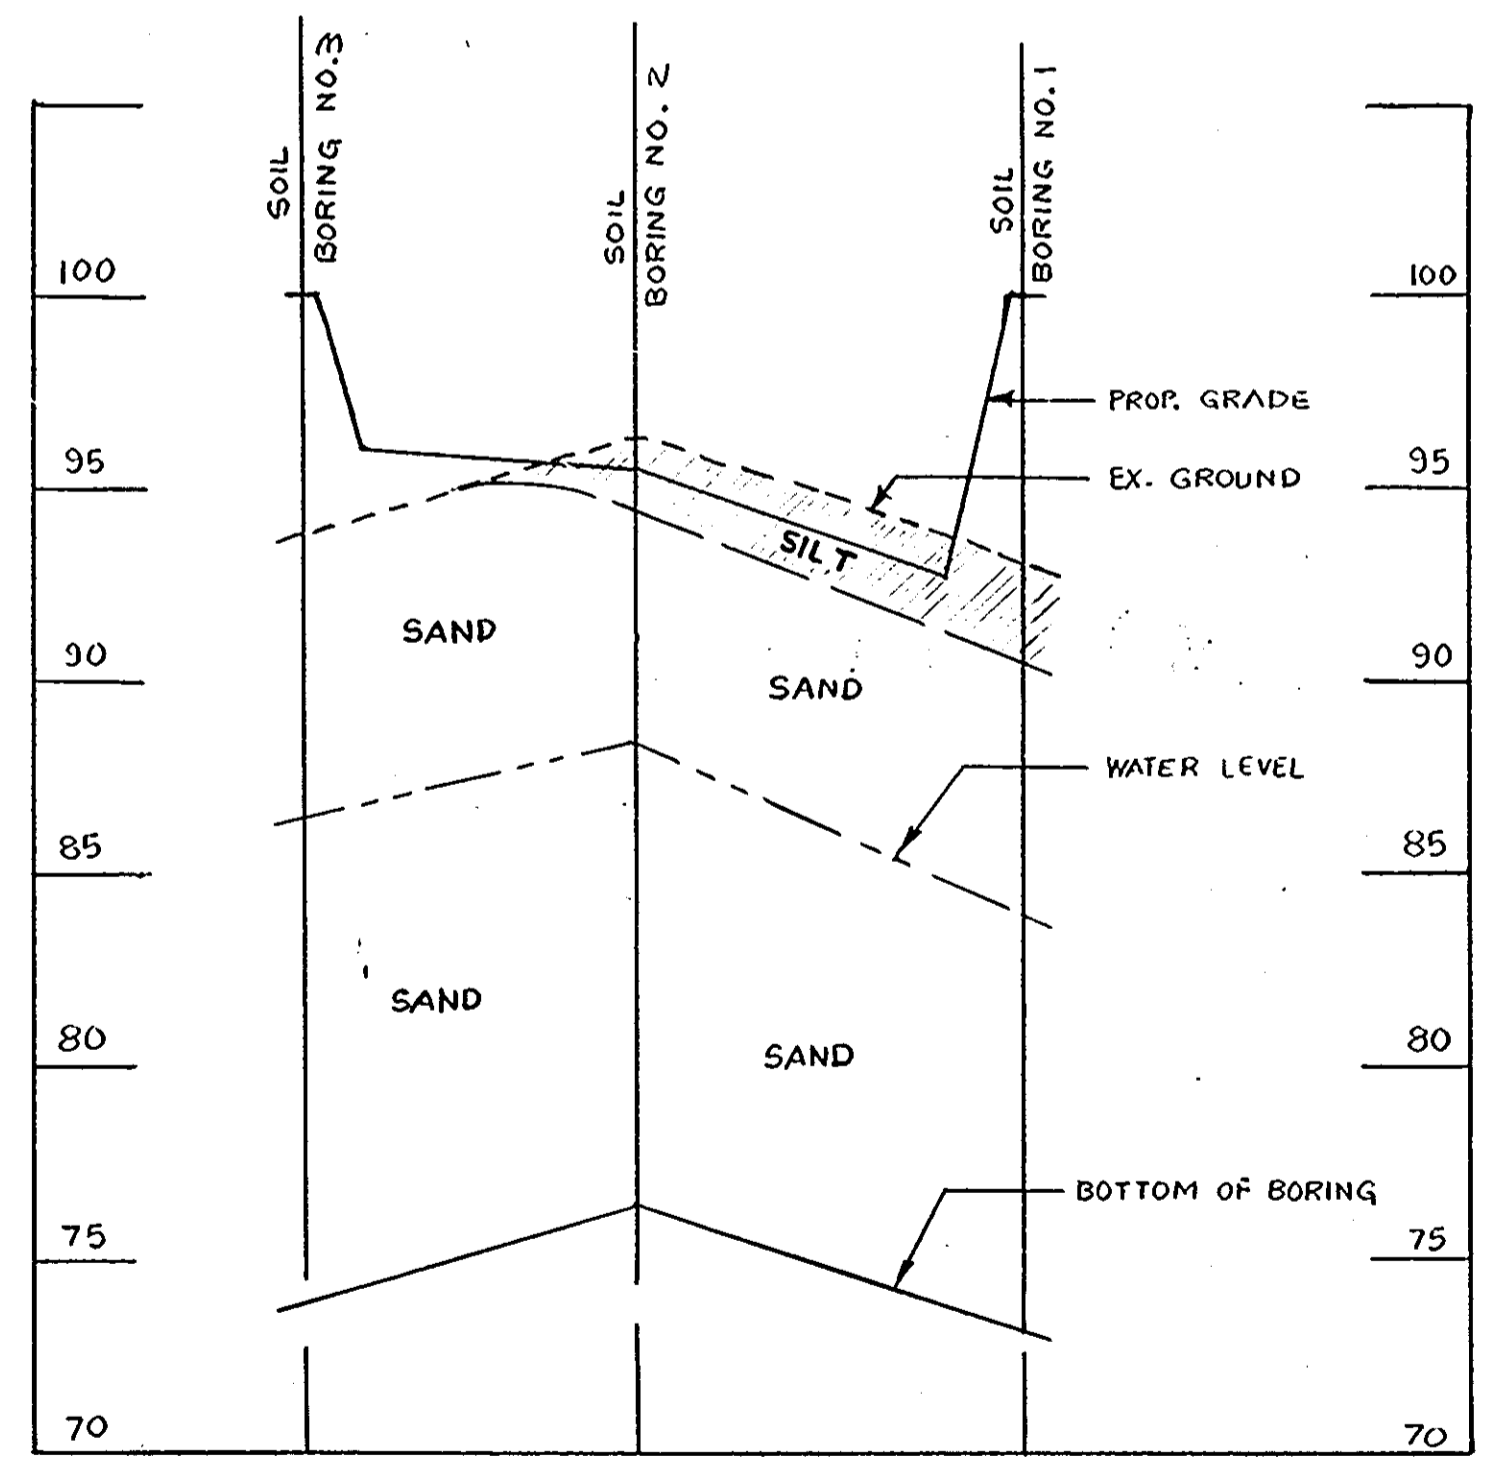 SOIL
BORING NO. 3
SOIL
BORING NO. 2
SOIL
BORING NO. 1
100
100
PROP. GRADE
95
95
EX. GROUND
SILT
SAND
90
90
SAND
WATER LEVEL
85
85
SAND
80
80
SAND
BOTTOM OF BORING
75
75
70
70